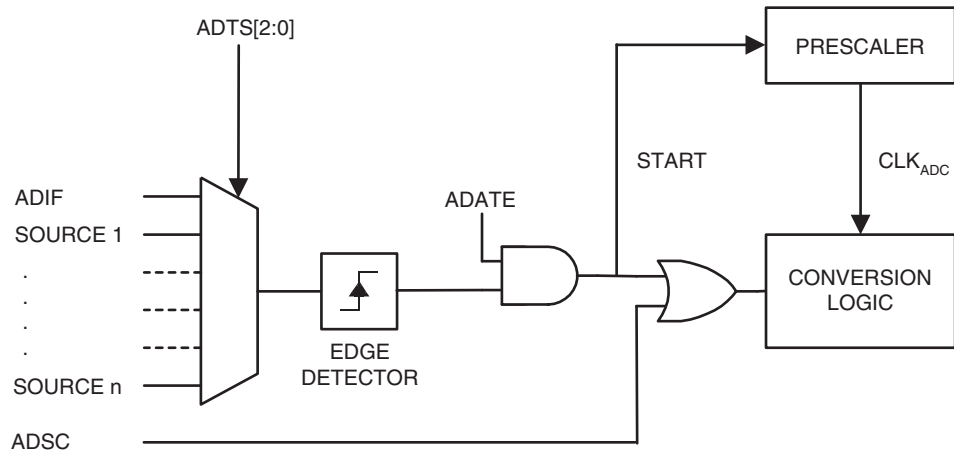 ADTS[2:0]
PRESCALER
START
CLKADC
ADIF
ADATE
SOURCE 1
.
.
.
.
CONVERSION
LOGIC
EDGE
DETECTOR
SOURCE n
ADSC